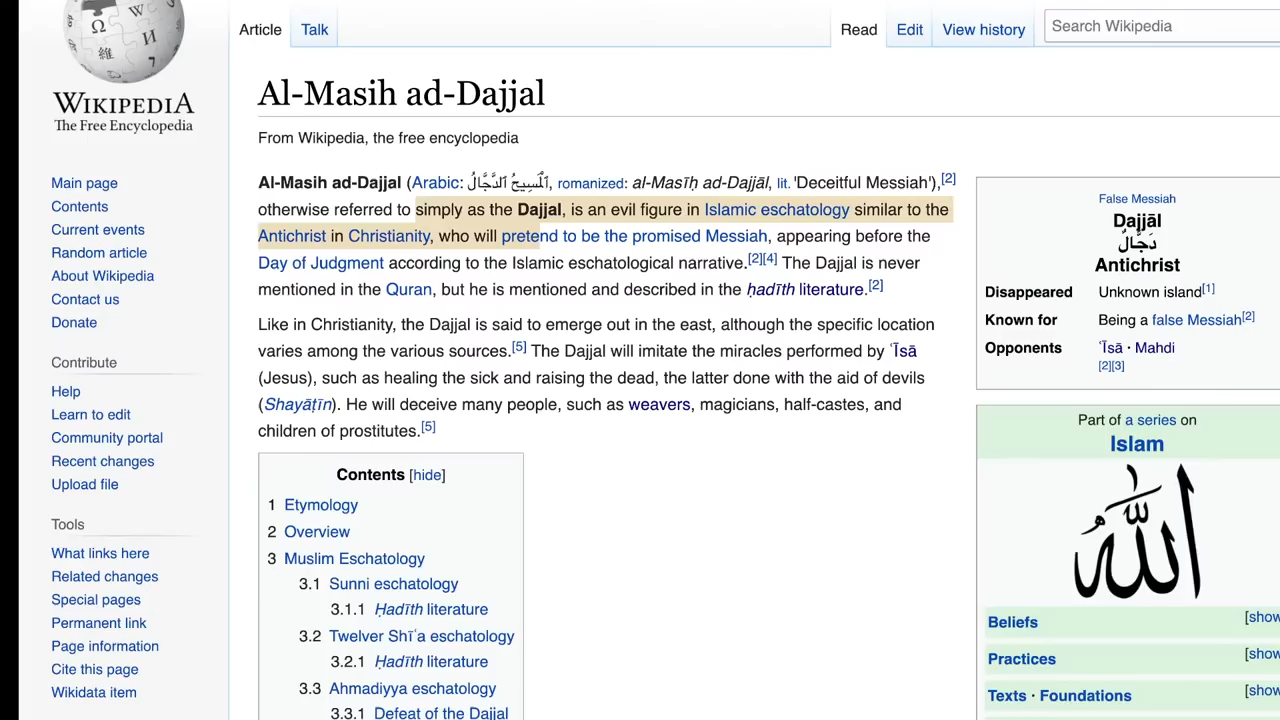 Article
Talk
Read
Edit
View history
Search Wikipedia
WIKIPEDIA
The Free Encyclopedia
Main page
Contents
Current events
Random article
About Wikipedia
Contact us
Donate
Contribute
Help
Learn to edit
Community portal
Recent changes
Upload file
Tools
What links here
Related changes
Special pages
Permanent link
Page information
Cite this page
Wikidata item
Al-Masih ad-Dajjal
From Wikipedia, the free encyclopedia
Al-Masih ad-Dajjal (Arabic: ٱلْمَسِيحُ ٱلدَّجَّالُ, romanized: al-Masīḥ ad-Dajjāl, lit. 'Deceitful Messiah'),[2]
otherwise referred to simply as the Dajjal, is an evil figure in Islamic eschatology similar to the
Antichrist in Christianity, who will pretend to be the promised Messiah, appearing before the
Day of Judgment according to the Islamic eschatological narrative.[2][4] The Dajjal is never
mentioned in the Quran, but he is mentioned and described in the ḥadīth literature.[2]
Like in Christianity, the Dajjal is said to emerge out in the east, although the specific location
varies among the various sources.[5] The Dajjal will imitate the miracles performed by ʿĪsā
(Jesus), such as healing the sick and raising the dead, the latter done with the aid of devils
(Shayāṭīn). He will deceive many people, such as weavers, magicians, half-castes, and
children of prostitutes.[5]
Contents [hide]
1 Etymology
2 Overview
3 Muslim Eschatology
3.1 Sunni eschatology
3.1.1 Ḥadīth literature
3.2 Twelver Shīʿa eschatology
3.2.1 Ḥadīth literature
3.3 Ahmadiyya eschatology
3.3.1 Defeat of the Dajjal
False Messiah
Dajjāl
دَجَّالٌ
Antichrist
Disappeared Unknown island[1]
Known for Being a false Messiah[2]
Opponents ʿĪsā · Mahdi
[2][3]
Part of a series on
Islam
الله
Beliefs [show
Practices [show
Texts · Foundations [show